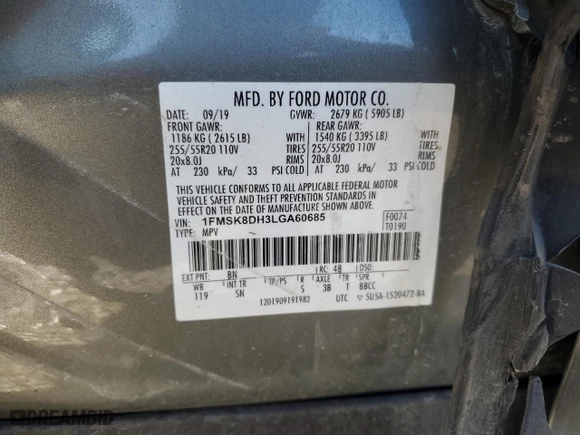 MFD. BY FORD MOTOR CO.
DATE: 09/19 GVWR: 2679 KG ( 5905 LB)
FRONT GAWR: REAR GAWR:
1186 KG ( 2615 LB) WITH 1540 KG ( 3395 LB) WITH
255/55R20 110V TIRES 255/55R20 110V TIRES
20x8.0J RIMS 20x8.0J RIMS
AT 230 kPa/ 33 PSI COLD AT 230 kPa/ 33 PSI COLD
THIS VEHICLE CONFORMS TO ALL APPLICABLE FEDERAL MOTOR
VEHICLE SAFETY AND THEFT PREVENTION STANDARDS IN
EFFECT ON THE DATE OF MANUFACTURE SHOWN ABOVE.
VIN: 1FMSK8DH3LGA60685 F0074
TYPE: MPV T0190
EXT PNT: BN RC: 48 DSO:
WB INT TR TP/PS R AXLE TR SPR
119 SN S 3B T BBCC
1201909191982 UTC ▽ 5U5A-1520472-BA
DREAMBID